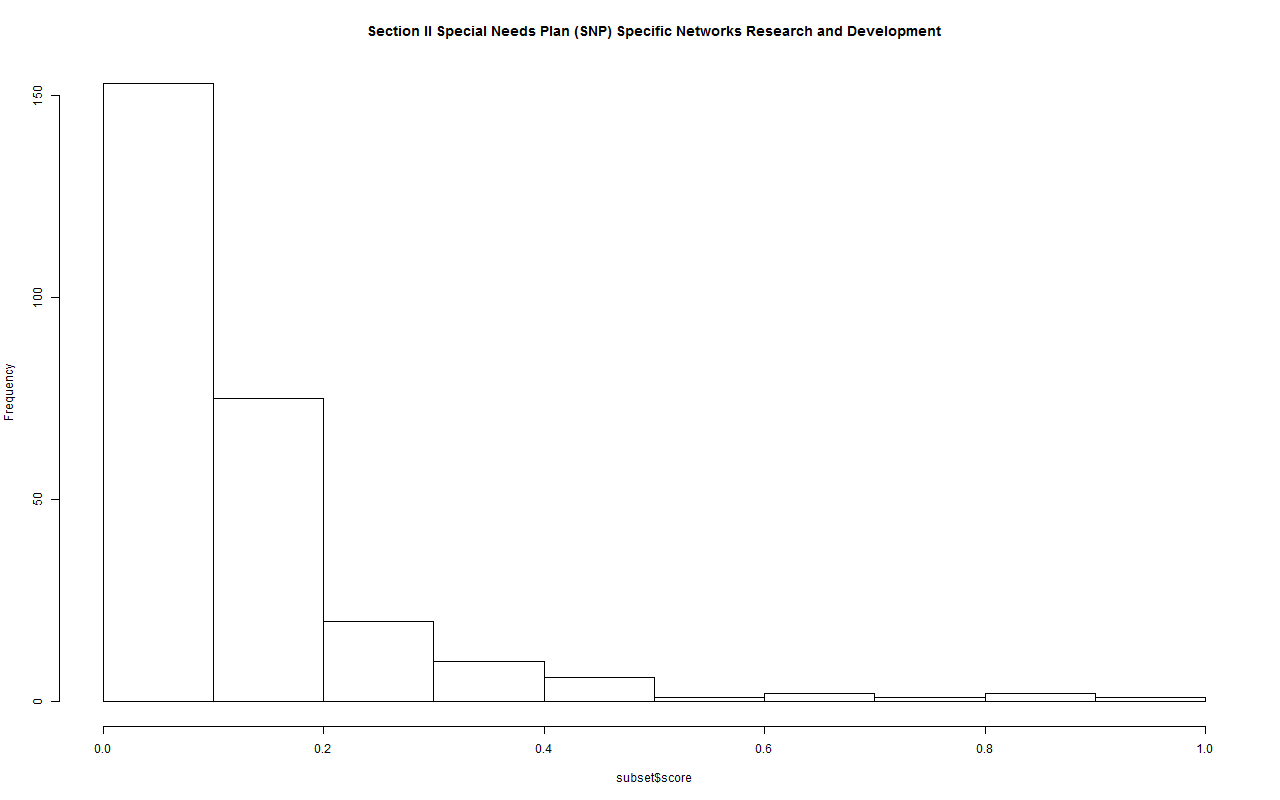 Section II Special Needs Plan (SNP) Specific Networks Research and Development
150
100
50
0
Frequency
0.0 0.2 0.4 0.6 0.8 1.0
subset$score